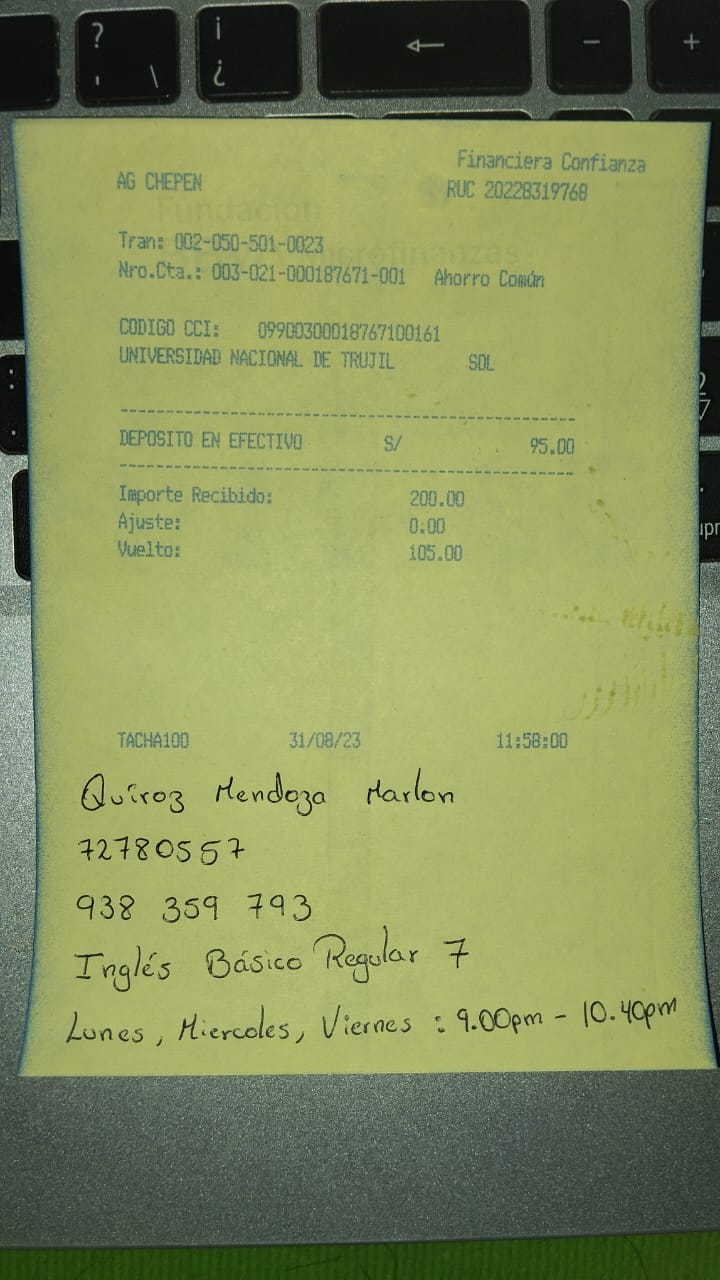 Financiera Confianza
AG CHEPEN RUC 20228319768
Fundación
Tran: 002-050-501-0023 microfinanzas
Nro.Cta.: 003-021-000187671-001 Ahorro Común
CODIGO CCI: 09900300018767100161
UNIVERSIDAD NACIONAL DE TRUJIL SOL
DEPOSITO EN EFECTIVO S/ 95.00
Importe Recibido: 200.00
Ajuste: 0.00
Vuelto: 105.00
TACHA100 31/08/23 11:58:00
Quiroz Mendoza Marlon
72780557
938 359 793
Inglés Básico Regular 7
Lunes, Miercoles, Viernes : 9.00pm - 10.40pm